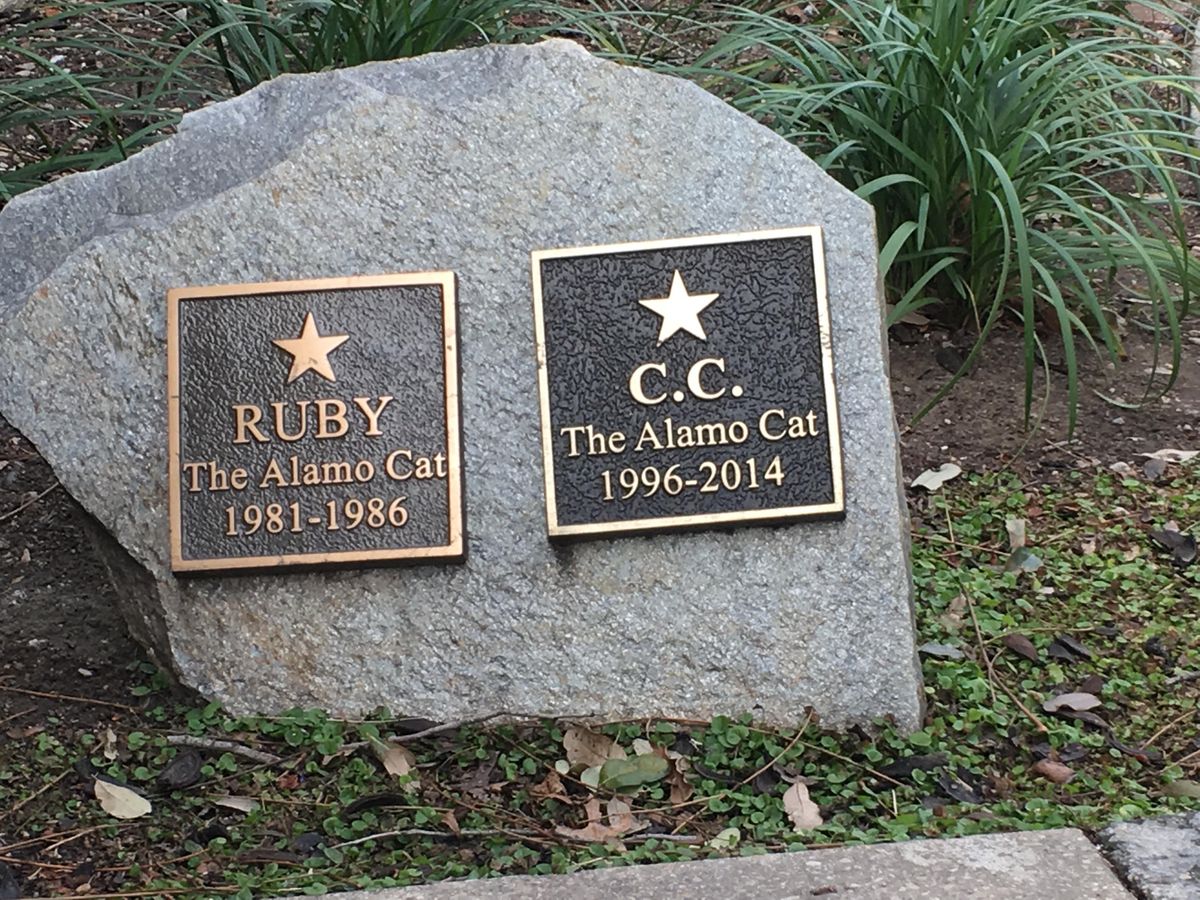 RUBY
The Alamo Cat
1981-1986
C.C.
The Alamo Cat
1996-2014